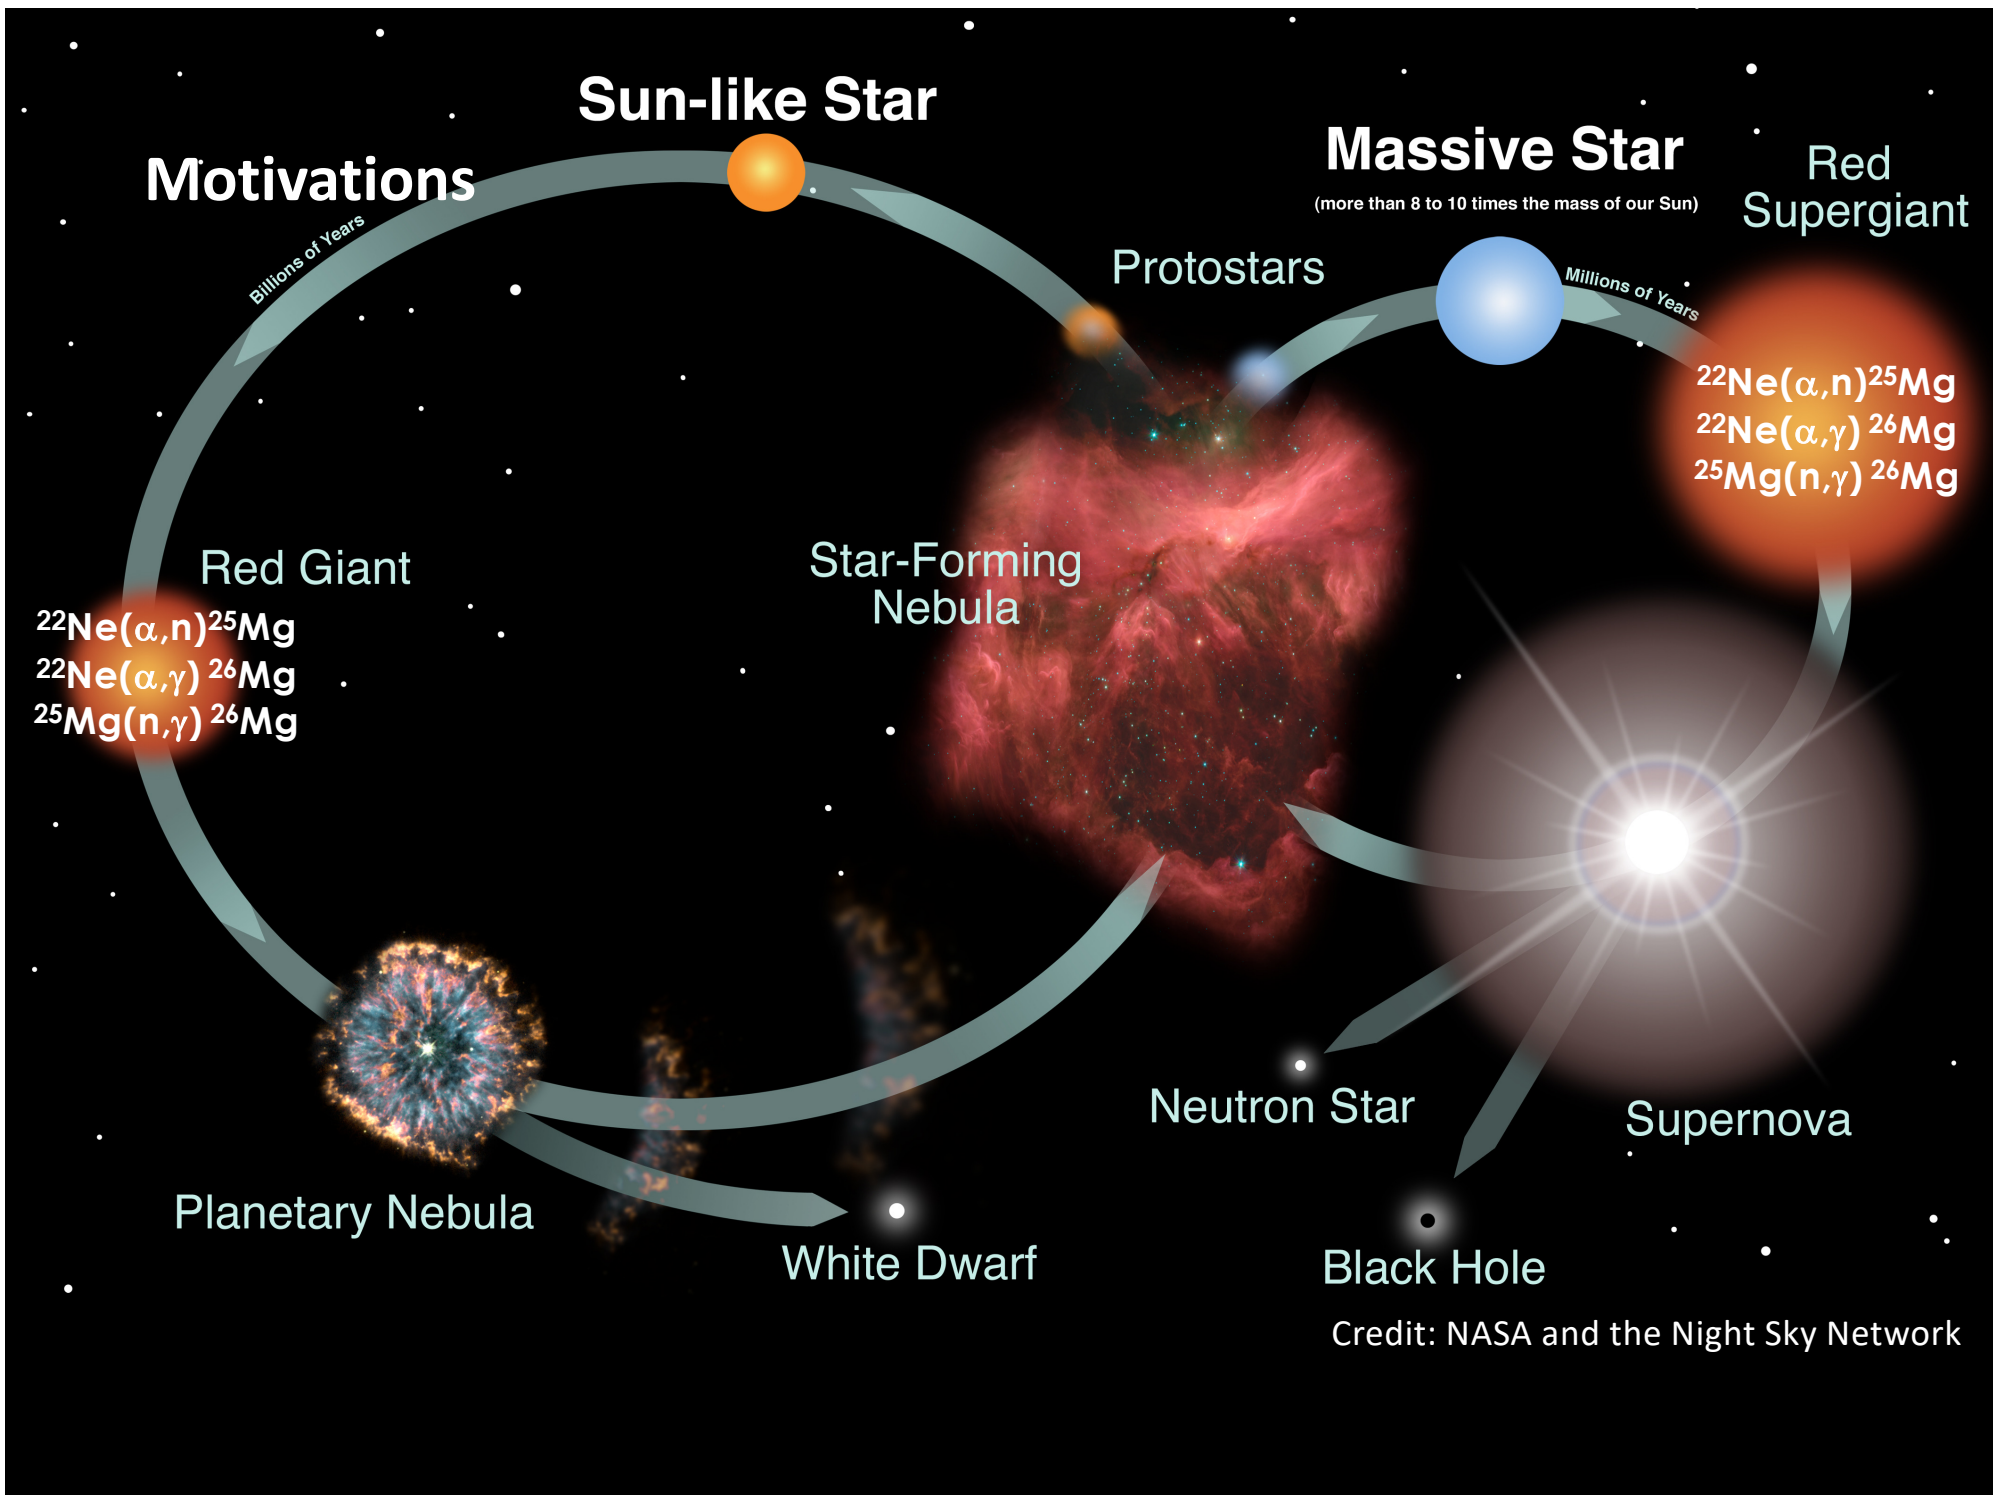 Sun-like Star
Motivations
Billions of Years
Massive Star
(more than 8 to 10 times the mass of our Sun)
Red
Supergiant
Protostars
Millions of Years
²²Ne(α,n)²⁵Mg
²²Ne(α,γ) ²⁶Mg
²⁵Mg(n,γ) ²⁶Mg
Red Giant
²²Ne(α,n)²⁵Mg
²²Ne(α,γ) ²⁶Mg
²⁵Mg(n,γ) ²⁶Mg
Star-Forming
Nebula
Neutron Star
Supernova
Planetary Nebula
White Dwarf
Black Hole
Credit: NASA and the Night Sky Network